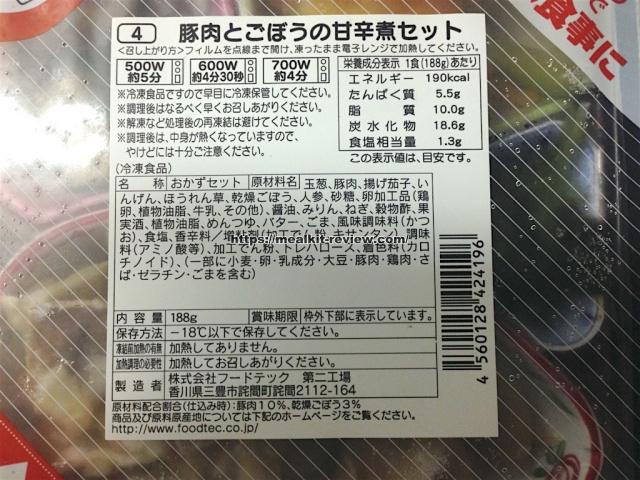 4 豚肉とごぼうの甘辛煮セット
<召し上がり方>フィルムを点線まで開け、凍ったまま電子レンジで加熱してください。
500W 約5分 600W 約4分30秒 700W 約4分
※冷凍食品ですので早目に冷凍保管してください。
※調理後はなるべく早くお召しあがりください。
※解凍など処理後の再凍結は避けてください。
※調理後は、中身が熱くなっていますので、
やけどには十分ご注意ください。
栄養成分表示 1食(188g)あたり
エネルギー 190kcal
たんぱく質 5.5g
脂質 10.0g
炭水化物 18.6g
食塩相当量 1.3g
この表示値は、目安です。
(冷凍食品)
名称 おかずセット 原材料名 玉葱、豚肉、揚げ茄子、い
んげん、ほうれん草、乾燥ごぼう、人参、砂糖、卵加工品(鶏
卵、植物油脂、牛乳、その他)、醤油、みりん、ねぎ、穀物酢、果
実酒、植物油脂、めんつゆ、バター、ごま、風味調味料(かつ
お)、食塩、香辛料/増粘剤(加工でん粉、キサンタン)、調味
料(アミノ酸等)、加工でん粉、トレハロース、着色料(カロ
チノイド)、(一部に小麦・卵・乳成分・大豆・豚肉・鶏肉・さ
ば・ゼラチン・ごまを含む)
https://mealkit-review.com/
内容量 188g 賞味期限 枠外下部に表示しています。
保存方法 −18℃以下で保存してください。
凍結前加熱の有無 加熱してありません。
加熱調理の必要性 加熱してお召しあがりください。
製造者 株式会社フードテック 第二工場
香川県三豊市詫間町詫間2112-164
原材料配合割合(仕込み時):豚肉10%、乾燥ごぼう3%
商品及び原料原産地については下記のホームページをご覧ください。
http://www.foodtec.co.jp/
4 560128 424196
食事に